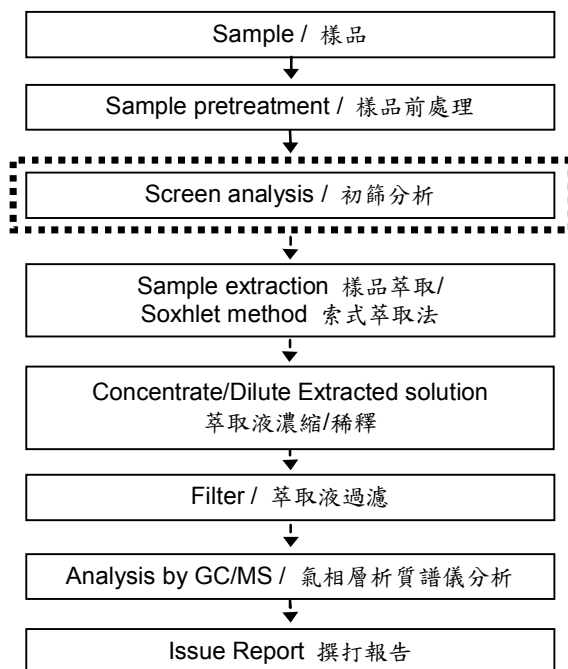 Sample / 樣品
Sample pretreatment / 樣品前處理
Screen analysis / 初篩分析
Sample extraction 樣品萃取/
Soxhlet method 索式萃取法
Concentrate/Dilute Extracted solution
萃取液濃縮/稀釋
Filter / 萃取液過濾
Analysis by GC/MS / 氣相層析質譜儀分析
Issue Report 撰打報告